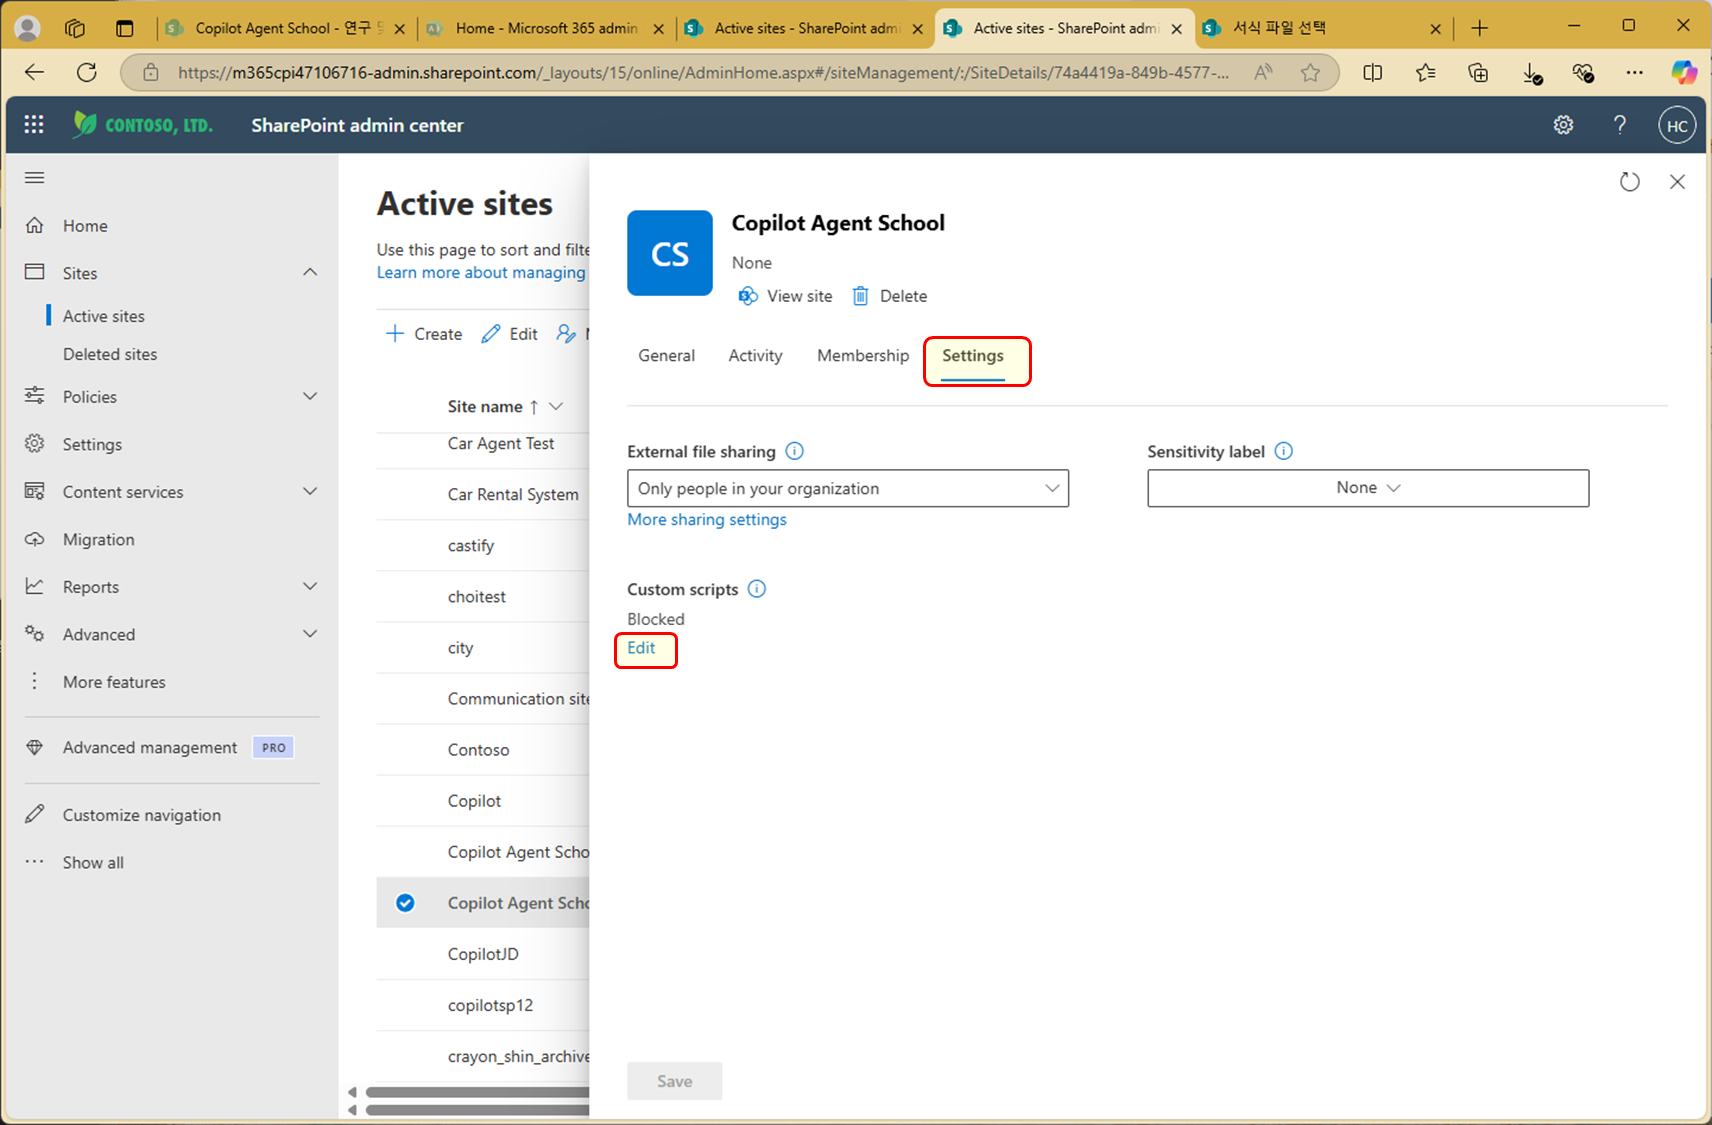 Copilot Agent School - 연구 및
Home - Microsoft 365 admin
Active sites - SharePoint admi
Active sites - SharePoint admi
서식 파일 선택
https://m365cpi47106716-admin.sharepoint.com/_layouts/15/online/AdminHome.aspx#/siteManagement/:/SiteDetails/74a4419a-849b-4577-...
CONTOSO, LTD.
SharePoint admin center
HC
Home
Sites
Active sites
Deleted sites
Policies
Settings
Content services
Migration
Reports
Advanced
More features
Advanced management PRO
Customize navigation
Show all
Active sites
Use this page to sort and filte
Learn more about managing
Create
Edit
Site name ↑
Car Agent Test
Car Rental System
castify
choitest
city
Communication site
Contoso
Copilot
Copilot Agent Scho
Copilot Agent Scho
CopilotJD
copilotsp12
crayon_shin_archive
CS
Copilot Agent School
None
View site
Delete
General
Activity
Membership
Settings
External file sharing
Only people in your organization
More sharing settings
Sensitivity label
None
Custom scripts
Blocked
Edit
Save